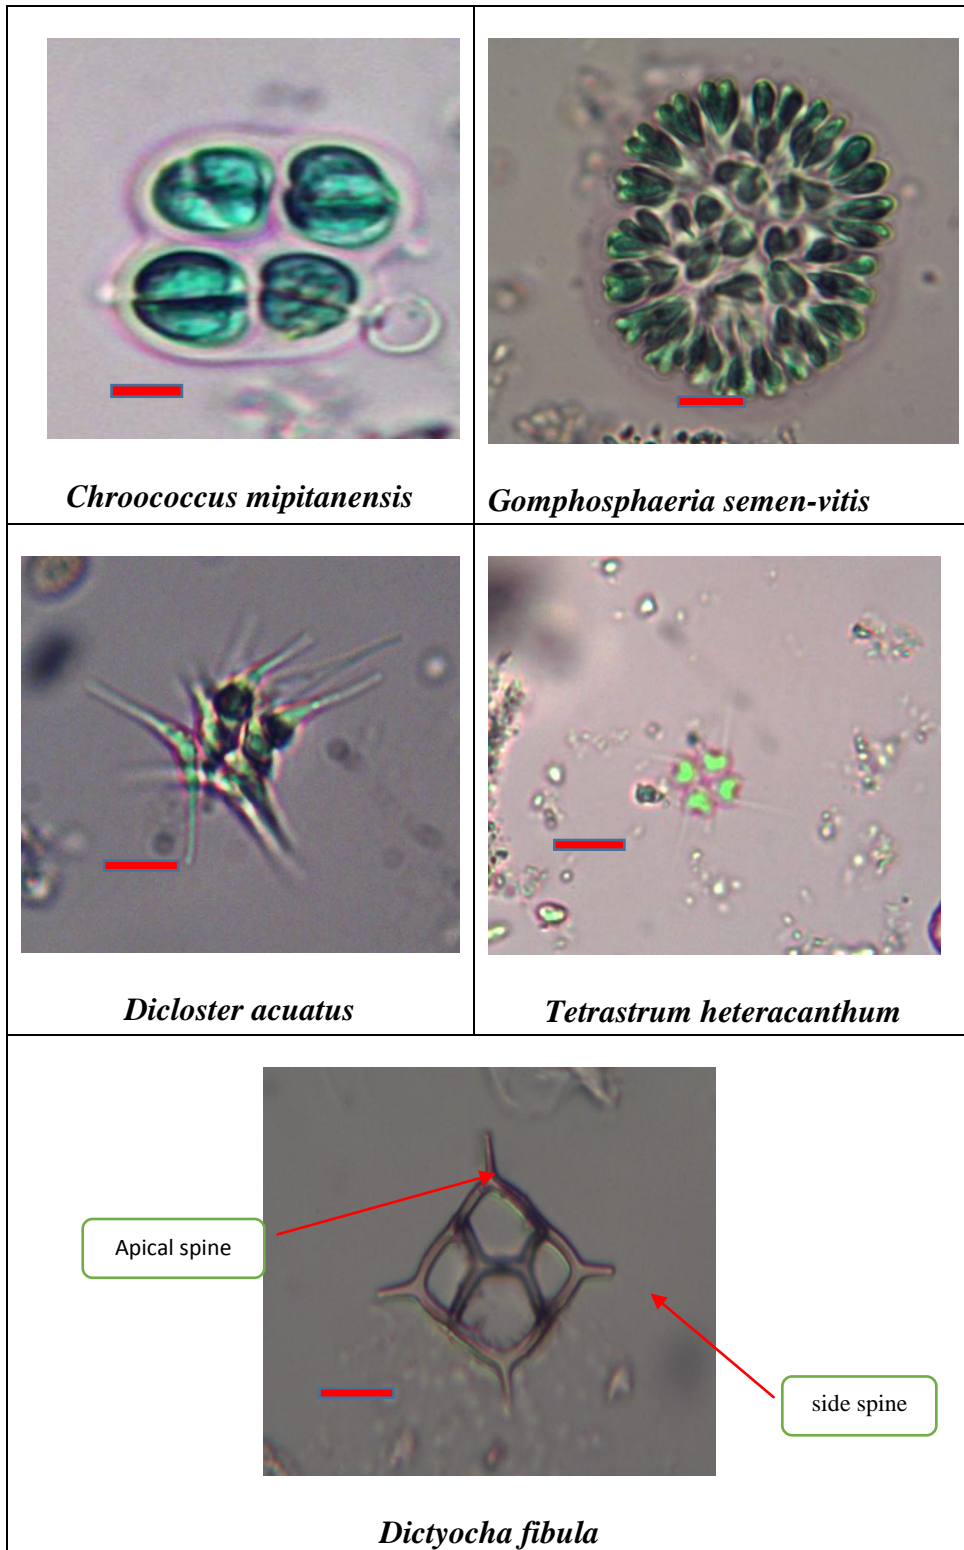 Chroococcus mipitanensis
Gomphosphaeria semen-vitis
Dicloster acuatus
Tetrastrum heteracanthum
Apical spine
side spine
Dictyocha fibula